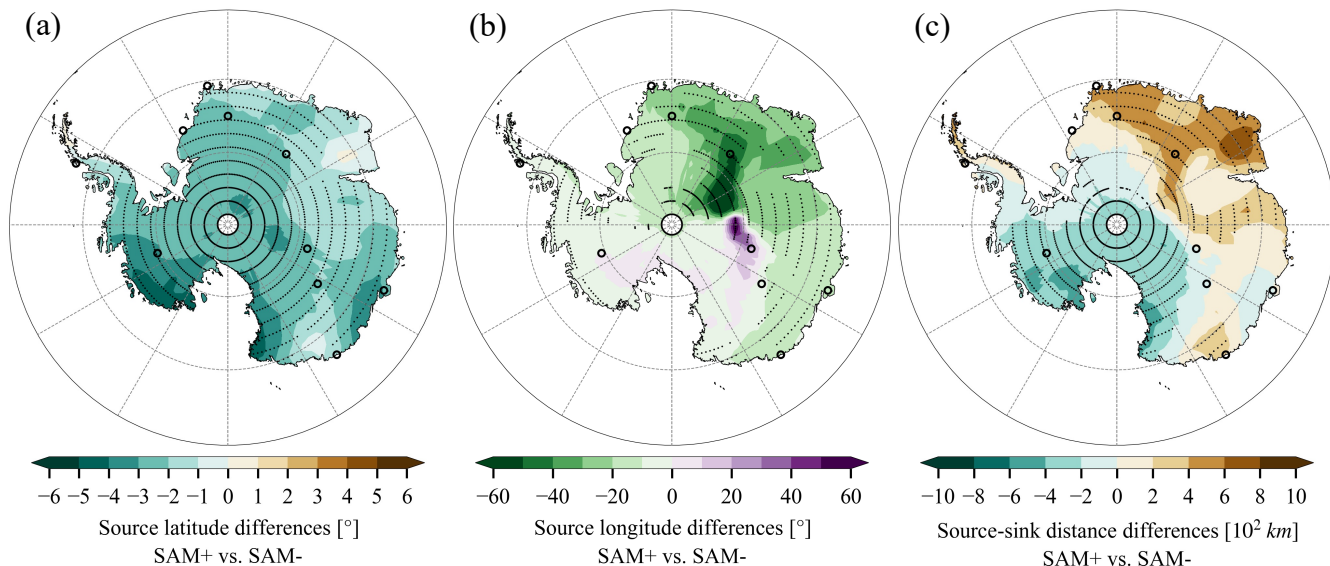 (a)
(b)
(c)
−6 −5 −4 −3 −2 −1 0 1 2 3 4 5 6
−60 −40 −20 0 20 40 60
−10 −8 −6 −4 −2 0 2 4 6 8 10
Source latitude differences [°]
SAM+ vs. SAM-
Source longitude differences [°]
SAM+ vs. SAM-
Source-sink distance differences [10² km]
SAM+ vs. SAM-